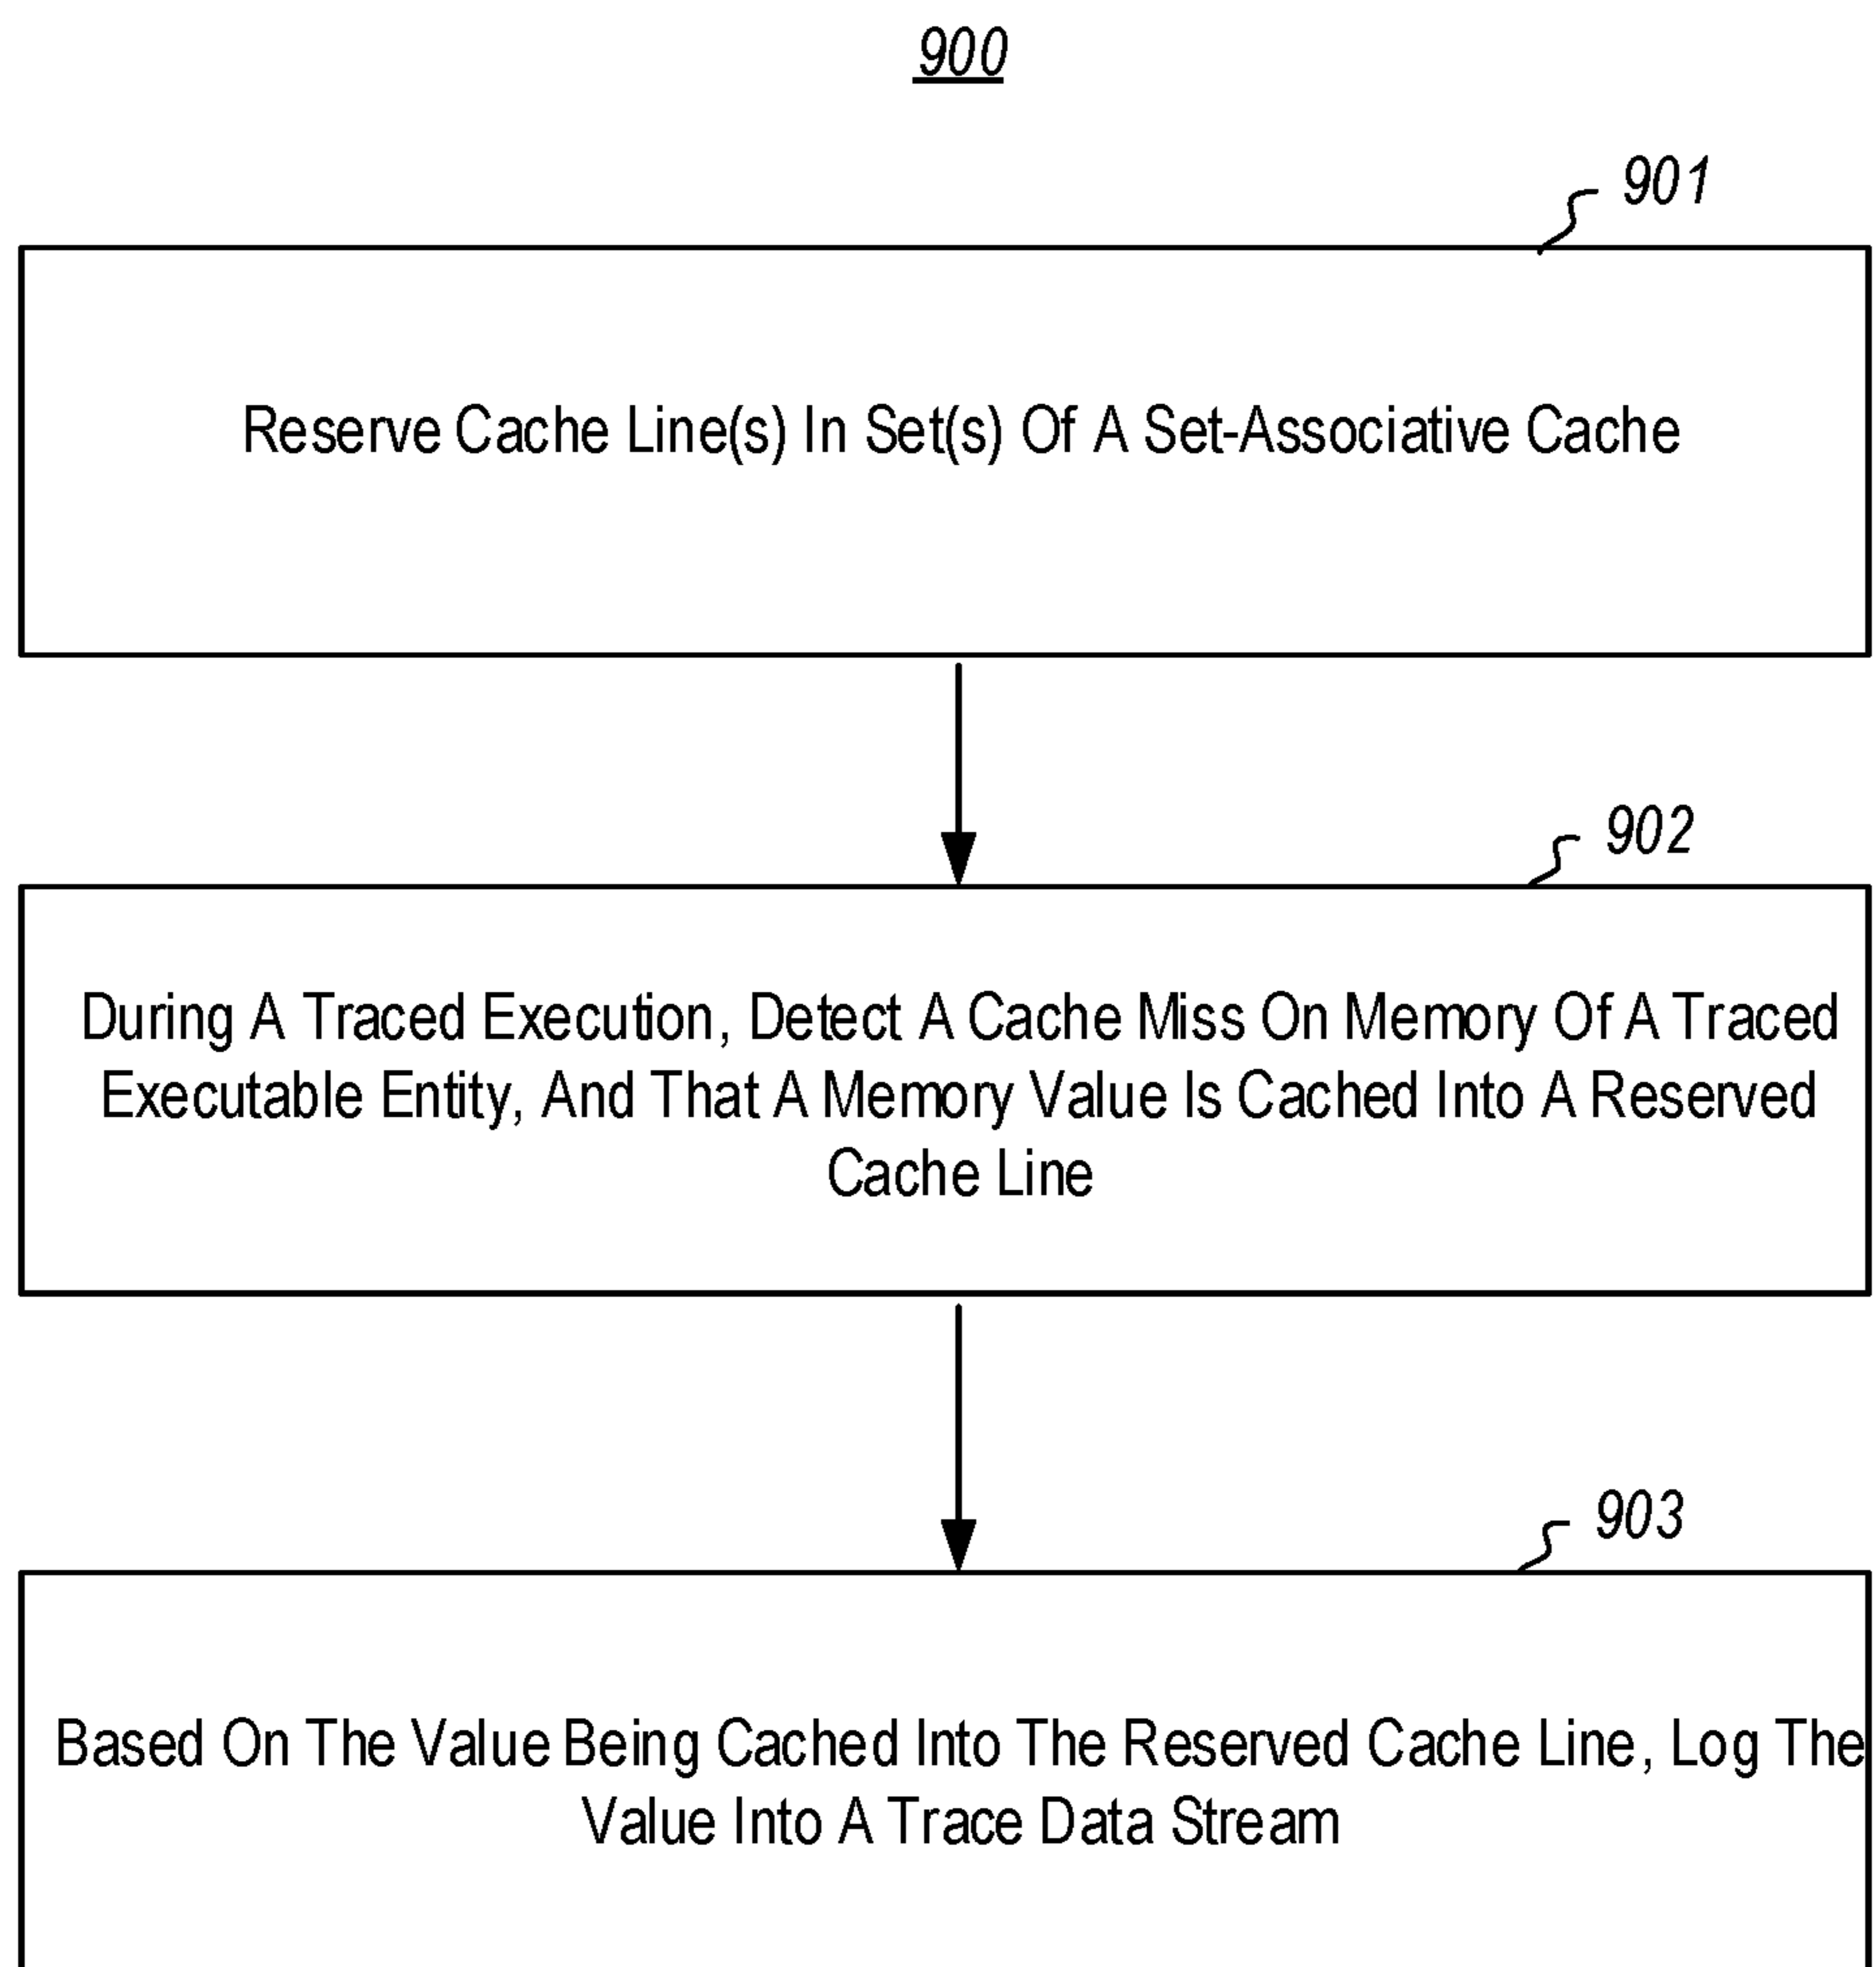 900
901
Reserve Cache Line(s) In Set(s) Of A Set-Associative Cache
902
During A Traced Execution, Detect A Cache Miss On Memory Of A Traced
Executable Entity, And That A Memory Value Is Cached Into A Reserved
Cache Line
903
Based On The Value Being Cached Into The Reserved Cache Line, Log The
Value Into A Trace Data Stream